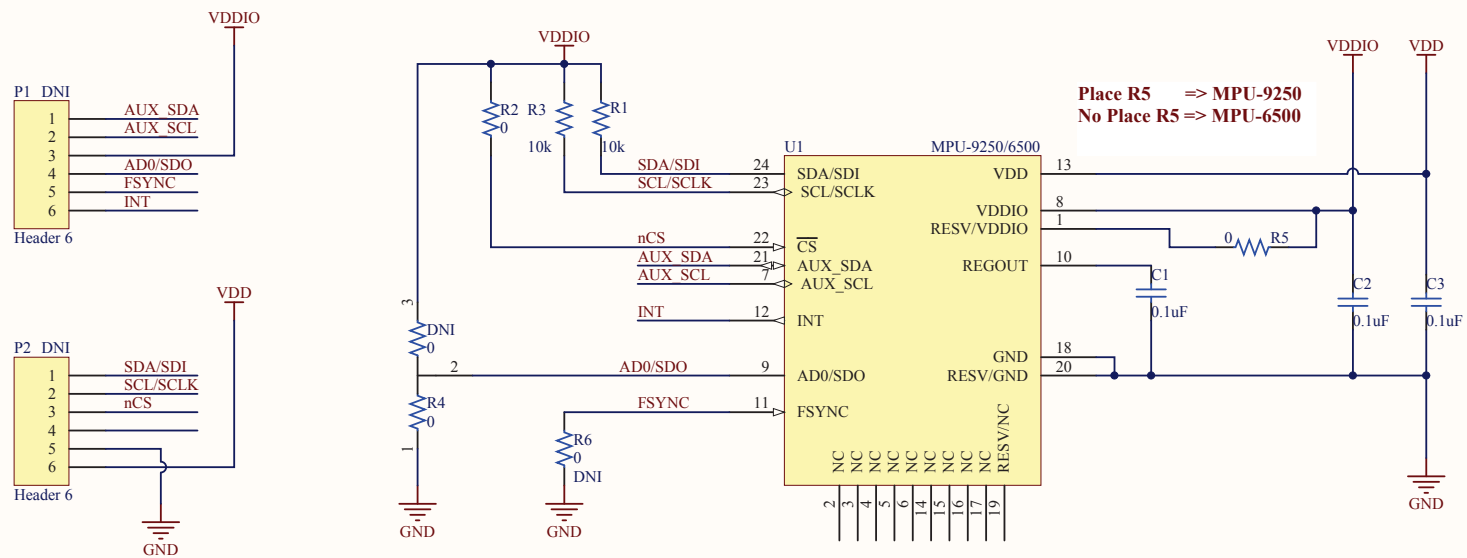 VDDIO
P1 DNI
1 AUX_SDA
2 AUX_SCL
3
4 AD0/SDO
5 FSYNC
6 INT
Header 6
VDD
P2 DNI
1 SDA/SDI
2 SCL/SCLK
3 nCS
4
5
6
Header 6
GND
VDDIO
R2
0
R3
10k
R1
10k
SDA/SDI 24
SCL/SCLK 23
nCS 22
AUX_SDA 21
AUX_SCL 7
INT 12
3
DNI
0
2
AD0/SDO 9
R4
0
1
GND
FSYNC 11
R6
0
DNI
GND
U1 MPU-9250/6500
SDA/SDI
SCL/SCLK
CS
AUX_SDA
AUX_SCL
INT
AD0/SDO
FSYNC
VDD 13
VDDIO 8
RESV/VDDIO 1
REGOUT 10
GND 18
RESV/GND 20
NC NC NC NC NC NC NC NC NC RESV/NC
2 3 4 5 6 14 15 16 17 19
Place R5 => MPU-9250
No Place R5 => MPU-6500
VDDIO
VDD
0 R5
C1
0.1uF
C2
0.1uF
C3
0.1uF
GND